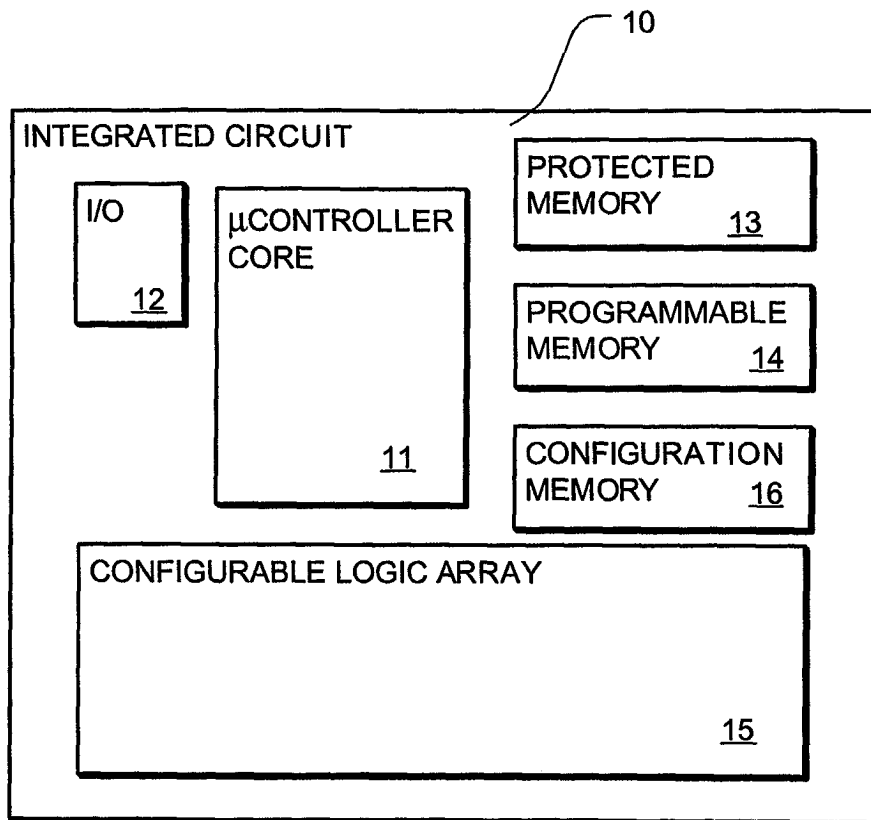 10
INTEGRATED CIRCUIT
I/O
12
μCONTROLLER
CORE
11
PROTECTED
MEMORY
13
PROGRAMMABLE
MEMORY
14
CONFIGURATION
MEMORY
16
CONFIGURABLE LOGIC ARRAY
15